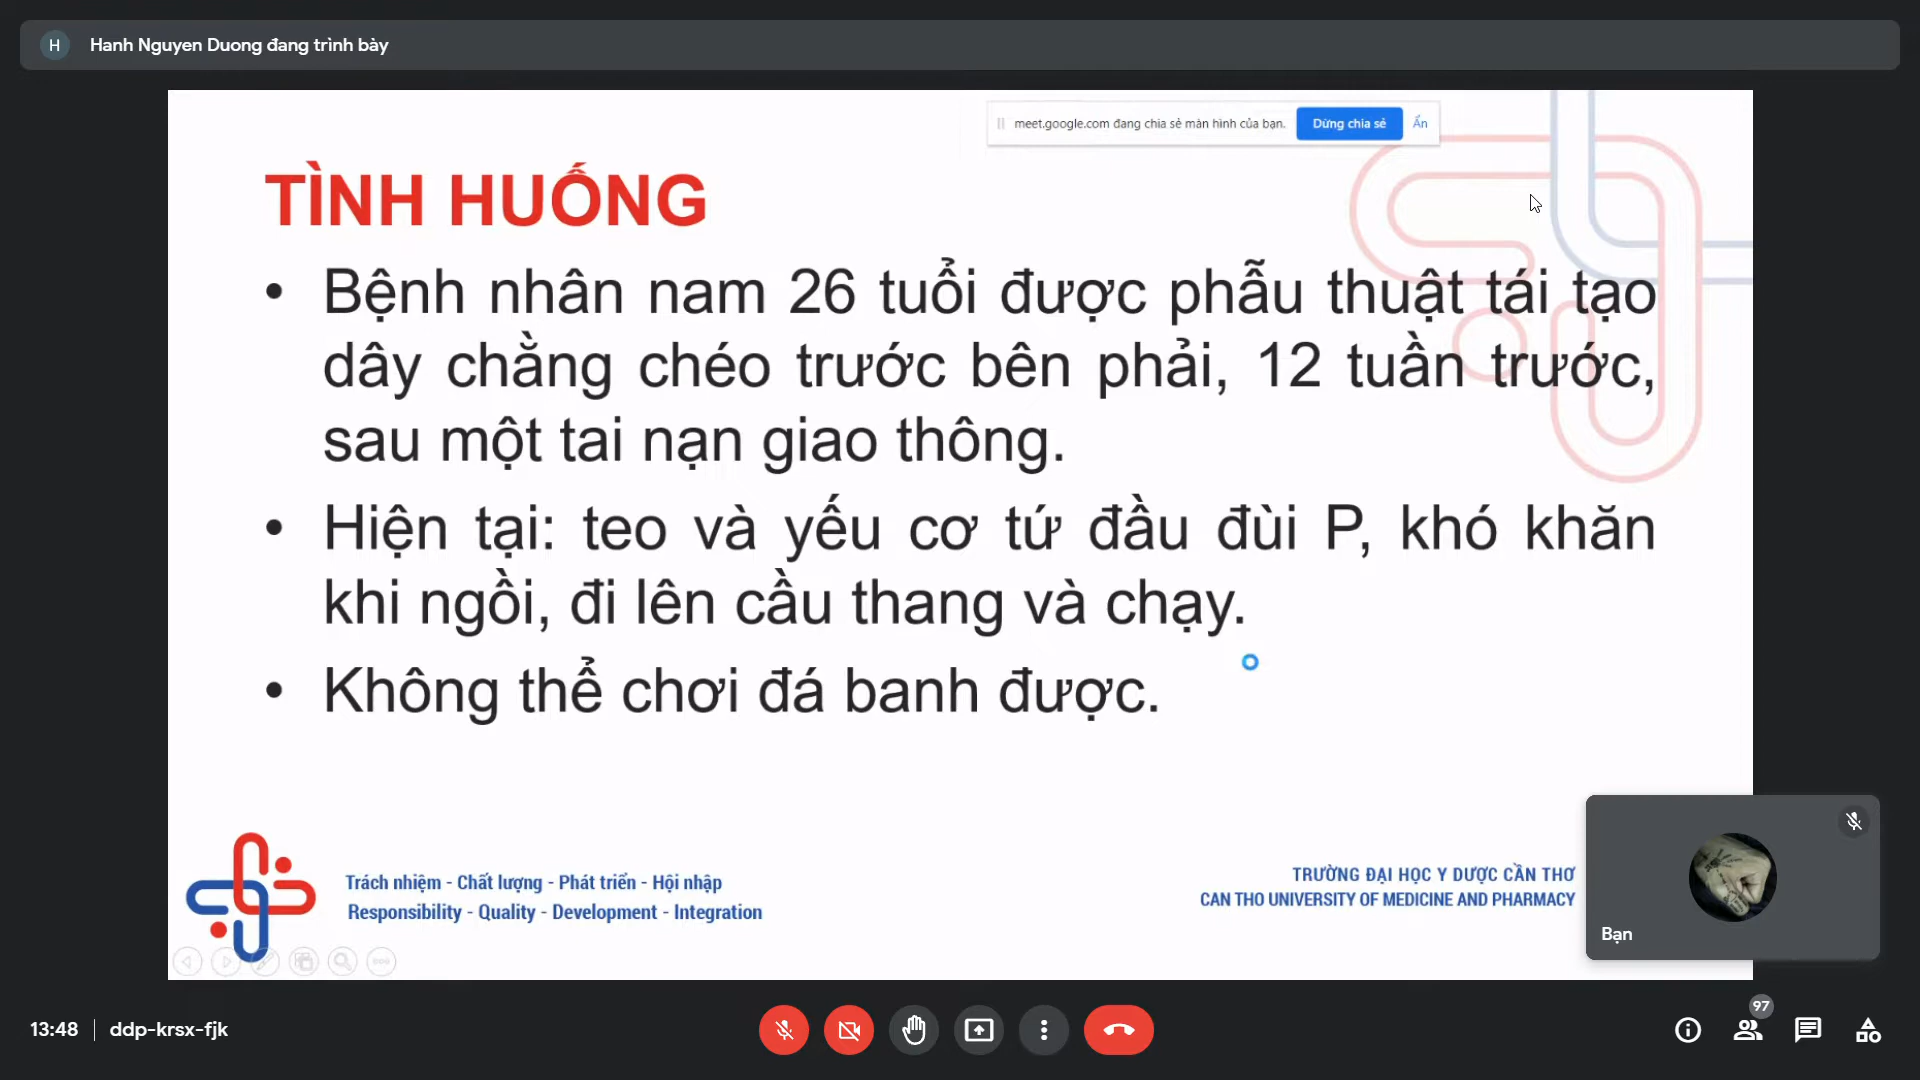 H
Hanh Nguyen Duong đang trình bày
meet.google.com đang chia sẻ màn hình của bạn.
Dừng chia sẻ
Ẩn
TÌNH HUỐNG
• Bệnh nhân nam 26 tuổi được phẫu thuật tái tạo
dây chằng chéo trước bên phải, 12 tuần trước,
sau một tai nạn giao thông.
• Hiện tại: teo và yếu cơ tứ đầu đùi P, khó khăn
khi ngồi, đi lên cầu thang và chạy.
• Không thể chơi đá banh được.
Trách nhiệm - Chất lượng - Phát triển - Hội nhập
Responsibility - Quality - Development - Integration
TRƯỜNG ĐẠI HỌC Y DƯỢC CẦN THƠ
CAN THO UNIVERSITY OF MEDICINE AND PHARMACY
Bạn
13:48
ddp-krsx-fjk
97